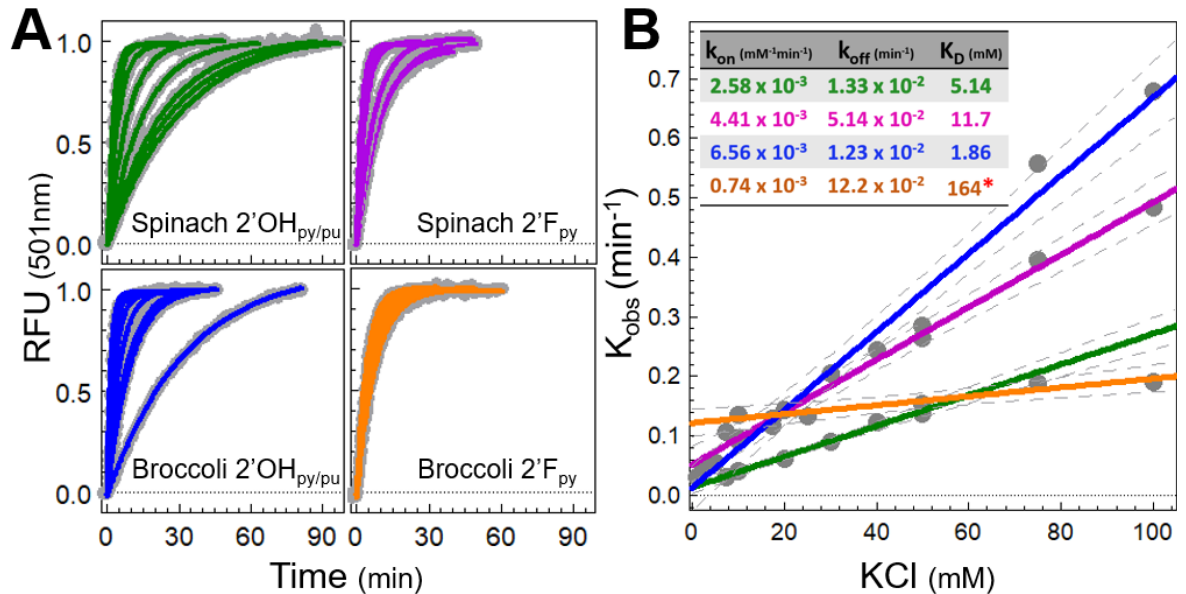 A
RFU (501nm)
1.0
0.5
0.0
Spinach 2'OHpy/pu
Spinach 2'Fpy
1.0
0.5
0.0
Broccoli 2'OHpy/pu
Broccoli 2'Fpy
0 30 60 90 0 30 60 90
Time (min)
B
kon (mM-1min-1) koff (min-1) KD (mM)
2.58 x 10-3 1.33 x 10-2 5.14
4.41 x 10-3 5.14 x 10-2 11.7
6.56 x 10-3 1.23 x 10-2 1.86
0.74 x 10-3 12.2 x 10-2 164*
Kobs (min-1)
0.7
0.6
0.5
0.4
0.3
0.2
0.1
0.0
0 20 40 60 80 100
KCl (mM)